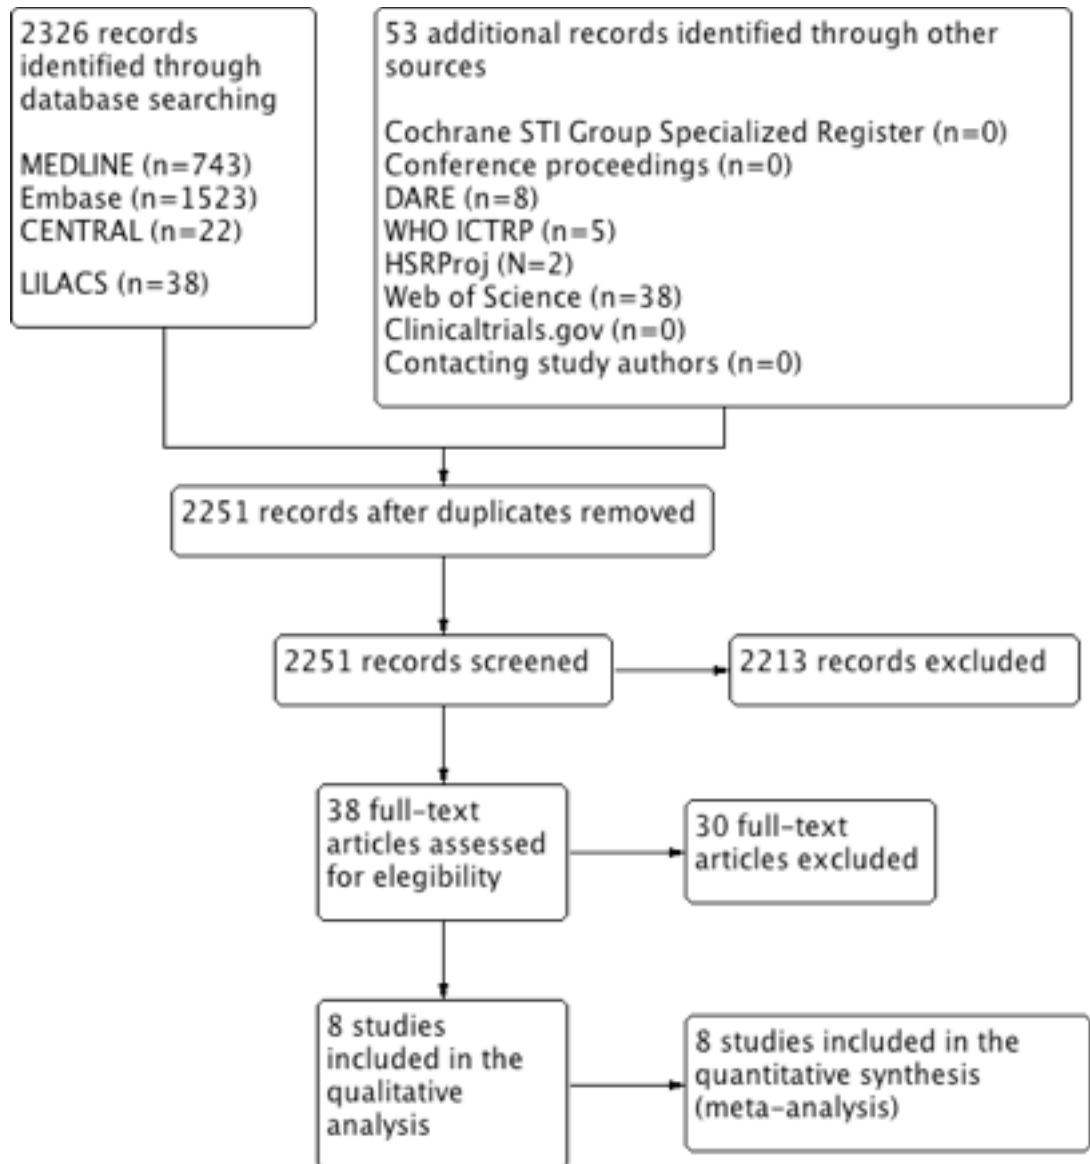 2326 records
identified through
database searching
MEDLINE (n=743)
Embase (n=1523)
CENTRAL (n=22)
LILACS (n=38)
53 additional records identified through other
sources
Cochrane STI Group Specialized Register (n=0)
Conference proceedings (n=0)
DARE (n=8)
WHO ICTRP (n=5)
HSRProj (N=2)
Web of Science (n=38)
Clinicaltrials.gov (n=0)
Contacting study authors (n=0)
2251 records after duplicates removed
2251 records screened
2213 records excluded
38 full-text
articles assessed
for elegibility
30 full-text
articles excluded
8 studies
included in the
qualitative
analysis
8 studies included in the
quantitative synthesis
(meta-analysis)